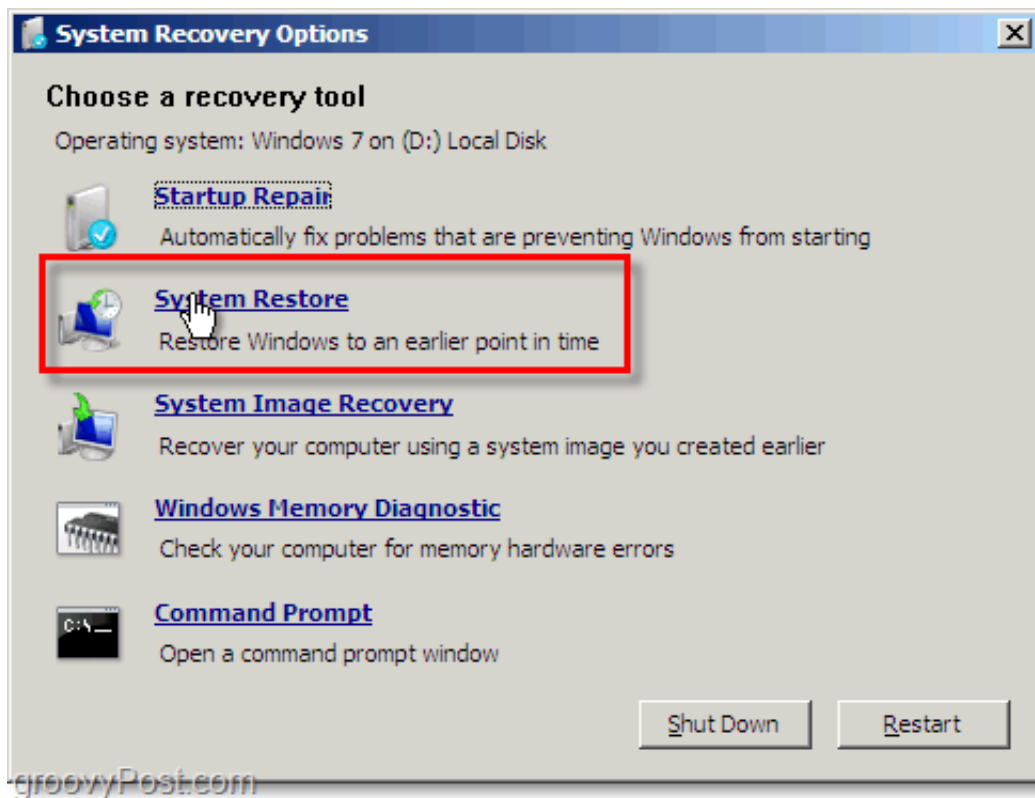 System Recovery Options
Choose a recovery tool
Operating system: Windows 7 on (D:) Local Disk
Startup Repair
Automatically fix problems that are preventing Windows from starting
System Restore
Restore Windows to an earlier point in time
System Image Recovery
Recover your computer using a system image you created earlier
Windows Memory Diagnostic
Check your computer for memory hardware errors
C:\_
Command Prompt
Open a command prompt window
Shut Down
Restart
groovyPost.com